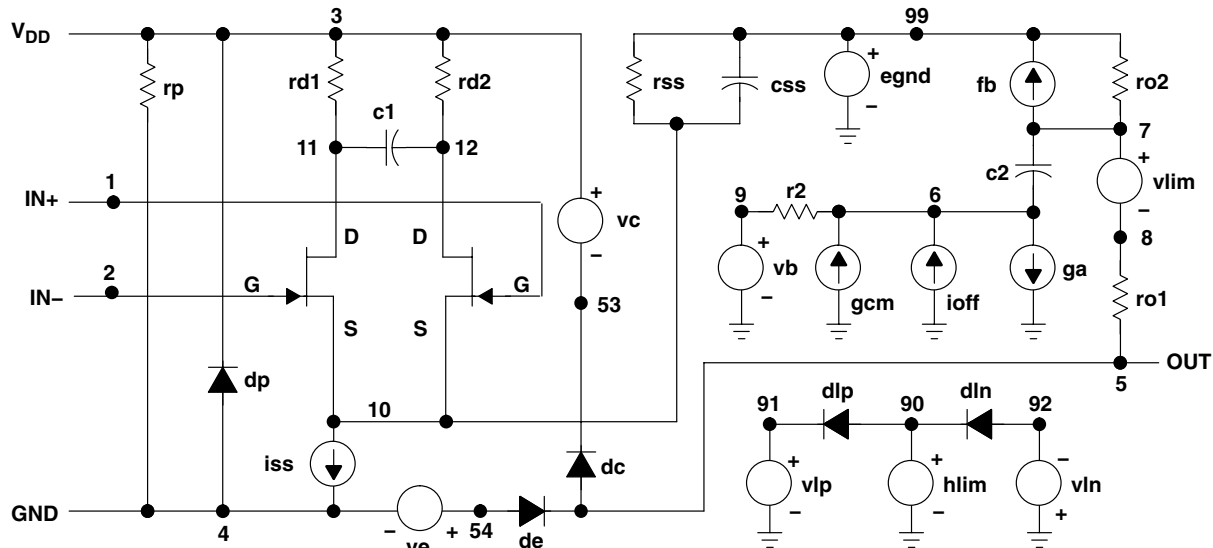 3
99
VDD
rp
rd1
rd2
c1
11
12
rss
css
egnd
+
−
fb
ro2
7
c2
+
vlim
−
8
1
IN+
2
IN−
D
D
G
G
S
S
+
vc
−
53
9
r2
6
+
vb
−
gcm
ioff
ga
ro1
OUT
5
dp
10
iss
dc
91
dlp
90
dln
92
+
vlp
−
+
hlim
−
−
vln
+
GND
4
−
+
54
de